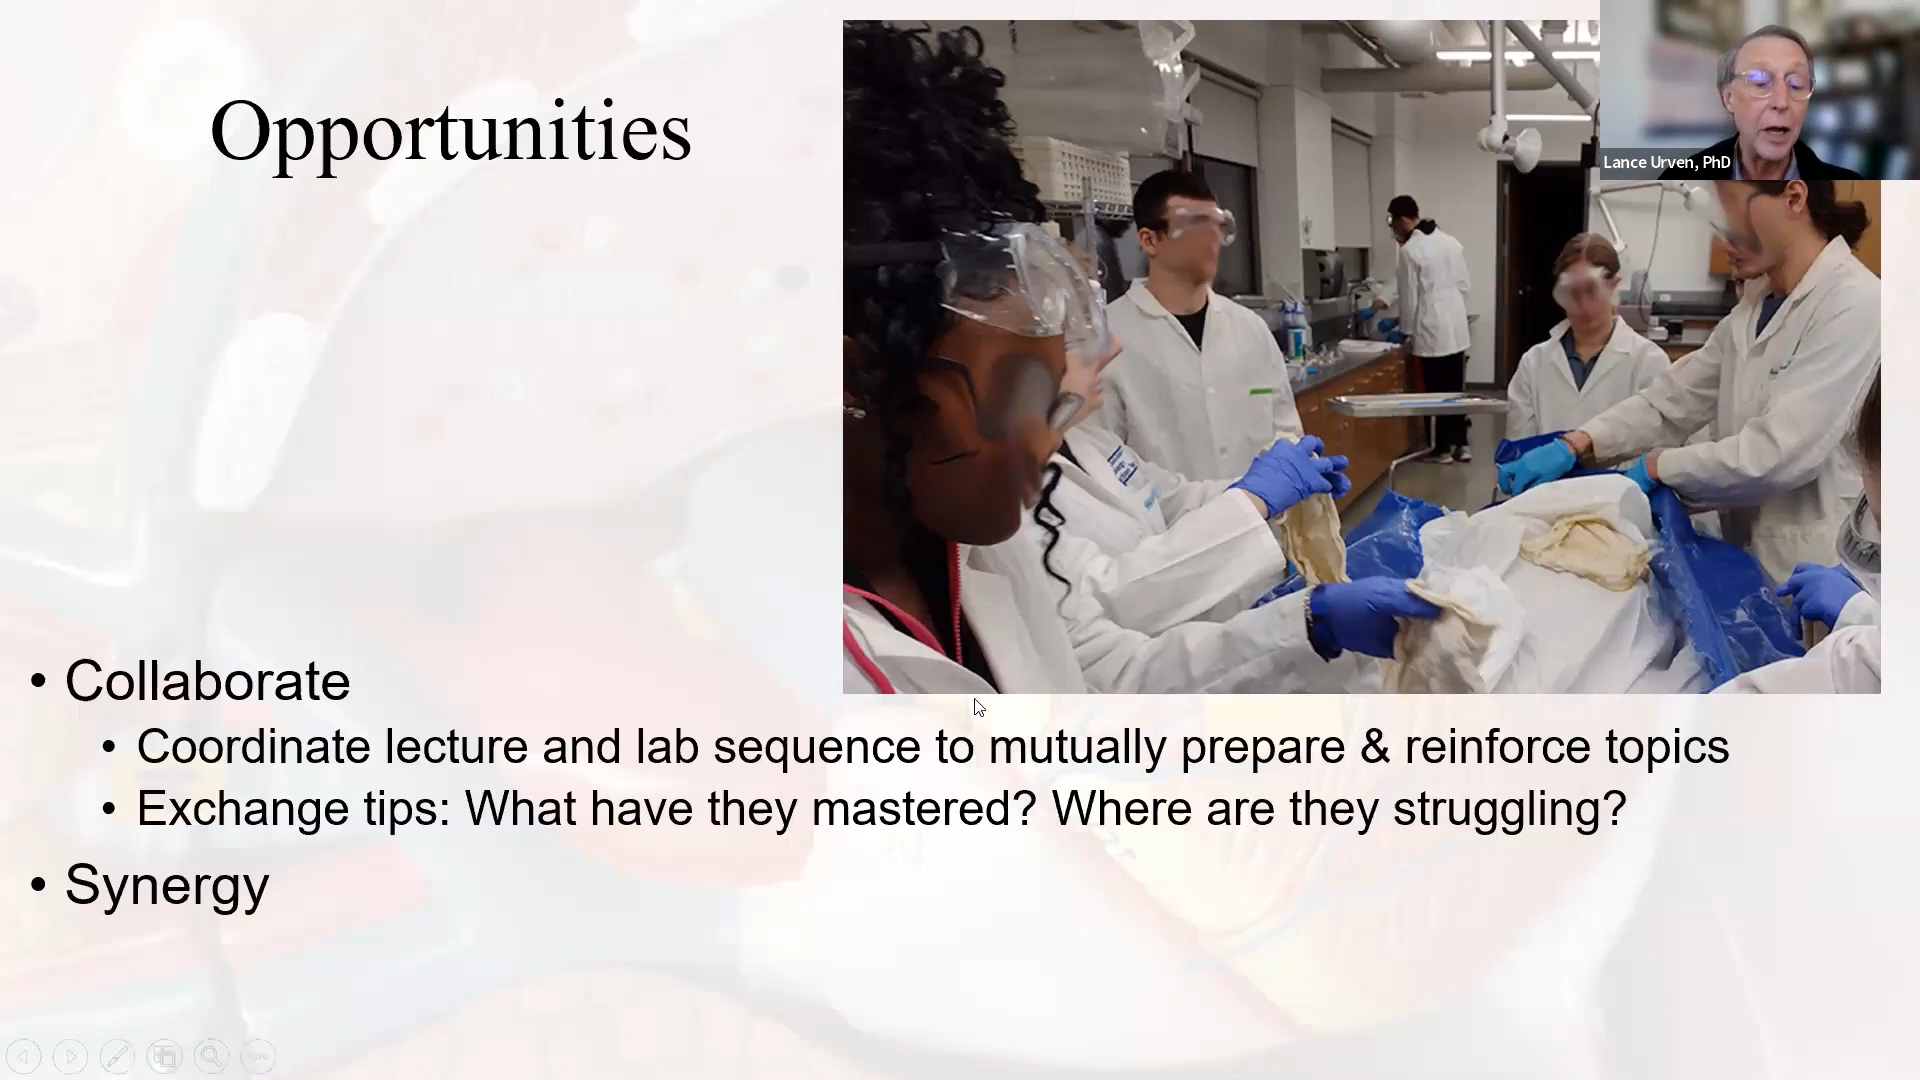 Opportunities
Lance Urven, PhD
• Collaborate
• Coordinate lecture and lab sequence to mutually prepare & reinforce topics
• Exchange tips: What have they mastered? Where are they struggling?
• Synergy